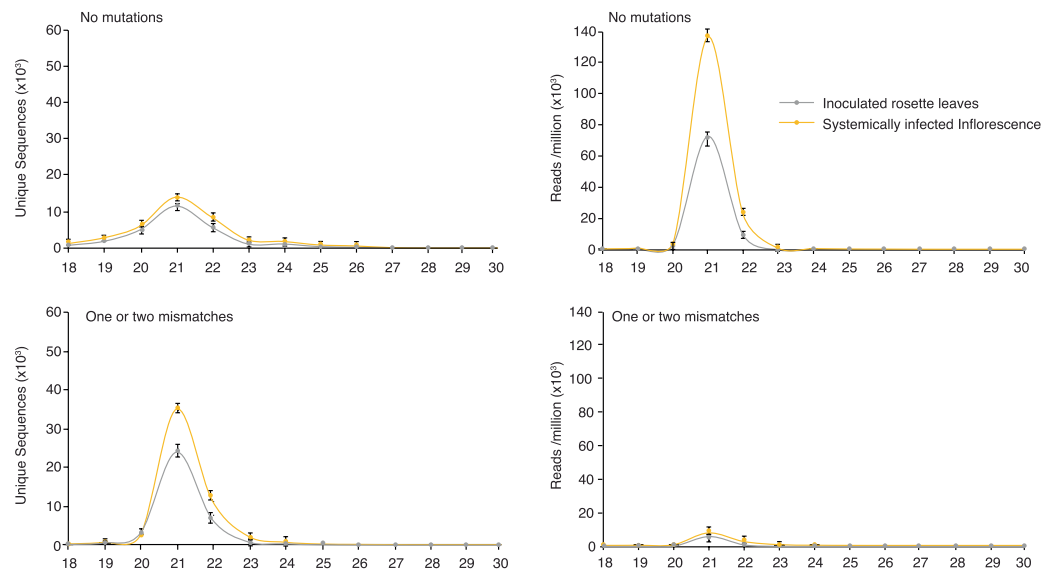 No mutations
Unique Sequences (x10³)
60
50
40
30
20
10
0
18 19 20 21 22 23 24 25 26 27 28 29 30
No mutations
Reads /million (x10³)
140
120
100
80
60
40
20
0
18 19 20 21 22 23 24 25 26 27 28 29 30
Inoculated rosette leaves
Systemically infected Inflorescence
One or two mismatches
Unique Sequences (x10³)
60
50
40
30
20
10
0
18 19 20 21 22 23 24 25 26 27 28 29 30
One or two mismatches
Reads /million (x10³)
140
120
100
80
60
40
20
0
18 19 20 21 22 23 24 25 26 27 28 29 30